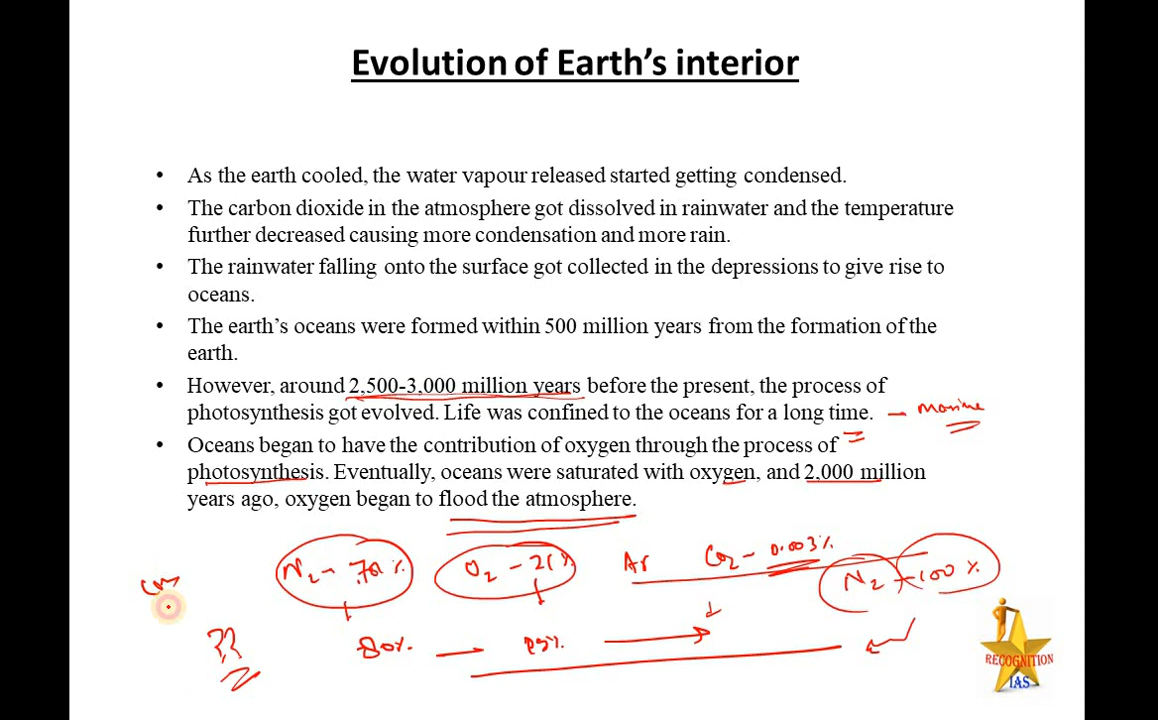 Evolution of Earth's interior
• As the earth cooled, the water vapour released started getting condensed.
• The carbon dioxide in the atmosphere got dissolved in rainwater and the temperature
further decreased causing more condensation and more rain.
• The rainwater falling onto the surface got collected in the depressions to give rise to
oceans.
• The earth's oceans were formed within 500 million years from the formation of the
earth.
• However, around 2,500-3,000 million years before the present, the process of
photosynthesis got evolved. Life was confined to the oceans for a long time. – marine
• Oceans began to have the contribution of oxygen through the process of
photosynthesis. Eventually, oceans were saturated with oxygen, and 2,000 million
years ago, oxygen began to flood the atmosphere.
N2 - 78% O2 - 21% Ar CO2 - 0.003% N2 - 100%
?? 80%
RECOGNITION
IAS